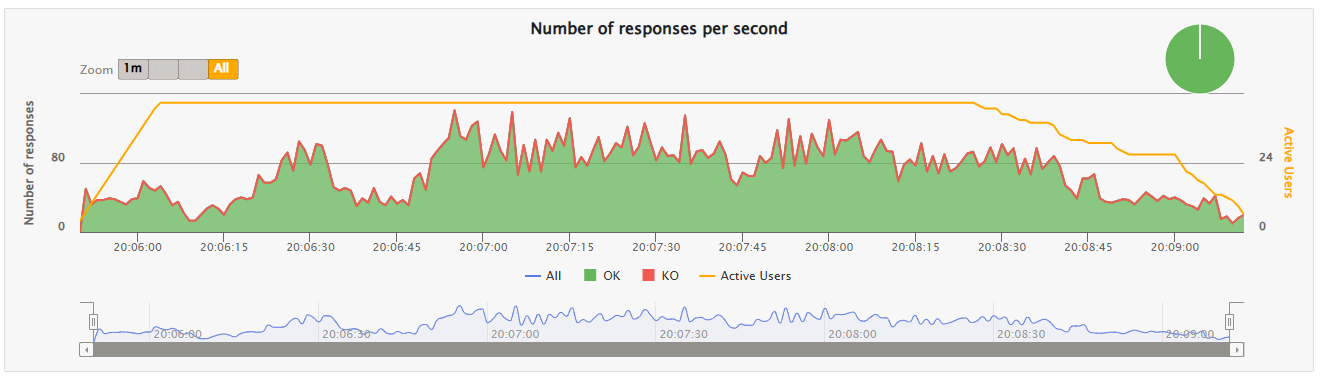 Number of responses per second
Zoom 1m All
Number of responses
80
0
Active Users
24
0
20:06:00 20:06:15 20:06:30 20:06:45 20:07:00 20:07:15 20:07:30 20:07:45 20:08:00 20:08:15 20:08:30 20:08:45 20:09:00
All OK KO Active Users
20:06:00 20:06:30 20:07:00 20:07:30 20:08:00 20:08:30 20:09:00